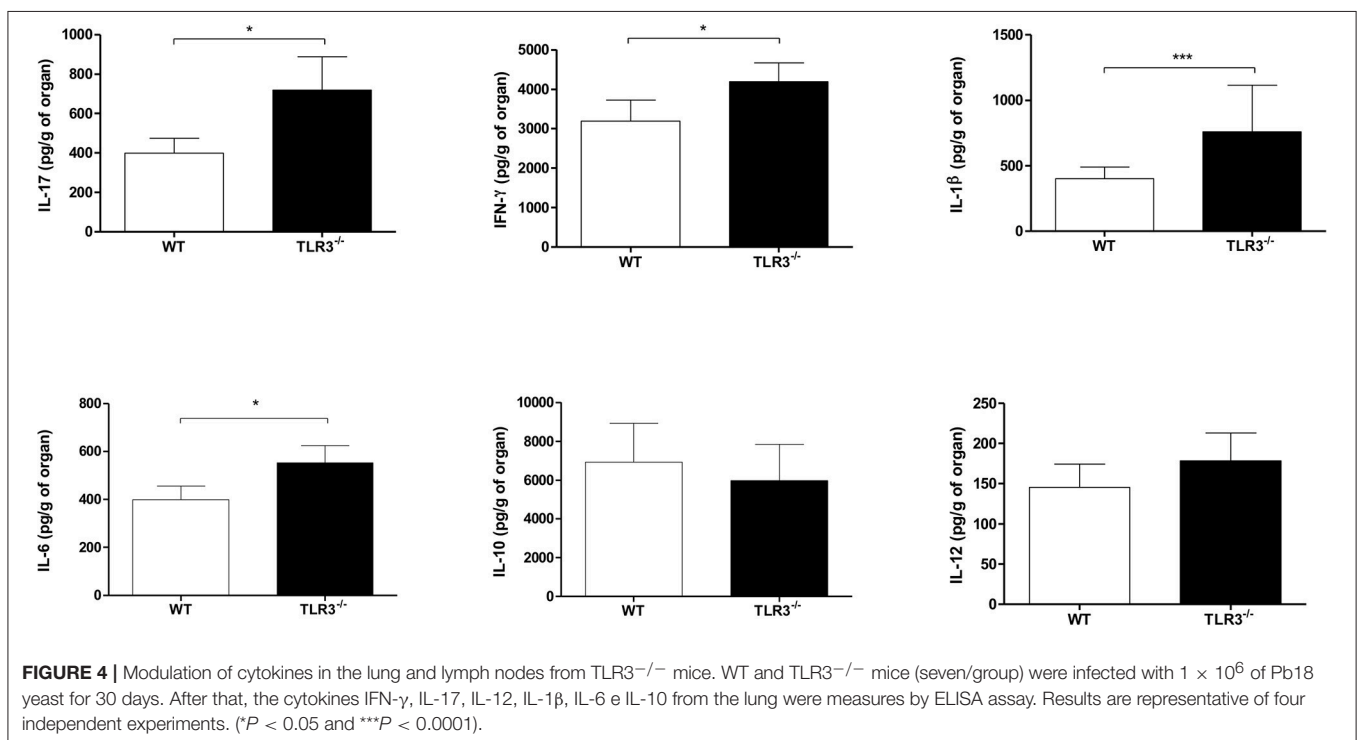 *
1000
800
600
400
200
0
IL-17 (pg/g of organ)
WT
TLR3-/-
*
5000
4000
3000
2000
1000
0
IFN-γ (pg/g of organ)
WT
TLR3-/-
***
1500
1000
500
0
IL-1β (pg/g of organ)
WT
TLR3-/-
*
800
600
400
200
0
IL-6 (pg/g of organ)
WT
TLR3-/-
10000
8000
6000
4000
2000
0
IL-10 (pg/g of organ)
WT
TLR3-/-
250
200
150
100
50
0
IL-12 (pg/g of organ)
WT
TLR3-/-
FIGURE 4 | Modulation of cytokines in the lung and lymph nodes from TLR3−/− mice. WT and TLR3−/− mice (seven/group) were infected with 1 × 10⁶ of Pb18
yeast for 30 days. After that, the cytokines IFN-γ, IL-17, IL-12, IL-1β, IL-6 e IL-10 from the lung were measures by ELISA assay. Results are representative of four
independent experiments. (*P < 0.05 and ***P < 0.0001).